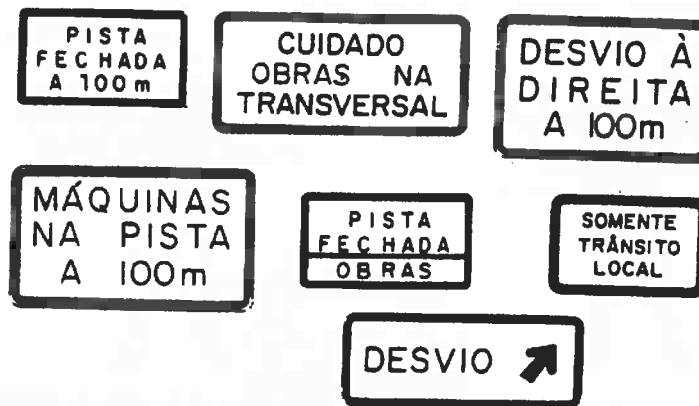 PISTA
FECHADA
A 100m
CUIDADO
OBRAS NA
TRANSVERSAL
DESVIO À
DIREITA
A 100m
MÁQUINAS
NA PISTA
A 100m
PISTA
FECHADA
OBRAS
SOMENTE
TRÂNSITO
LOCAL
DESVIO